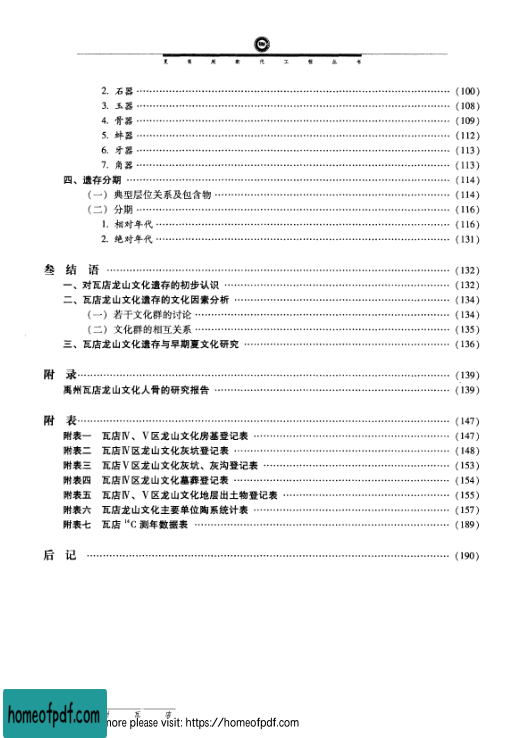 夏商周断代工程丛书
2. 石器 (100)
3. 玉器 (108)
4. 骨器 (109)
5. 蚌器 (112)
6. 牙器 (113)
7. 角器 (113)
四、遗存分期 (114)
(一) 典型层位关系及包含物 (114)
(二) 分期 (116)
1. 相对年代 (116)
2. 绝对年代 (131)
叁 结 语 (132)
一、对瓦店龙山文化遗存的初步认识 (132)
二、瓦店龙山文化遗存的文化因素分析 (134)
(一) 若干文化群的讨论 (134)
(二) 文化群的相互关系 (135)
三、瓦店龙山文化遗存与早期夏文化研究 (136)
附 录 (139)
禹州瓦店龙山文化人骨的研究报告 (139)
附 表 (147)
附表一 瓦店Ⅳ、Ⅴ区龙山文化房基登记表 (147)
附表二 瓦店Ⅳ区龙山文化灰坑登记表 (148)
附表三 瓦店Ⅴ区龙山文化灰坑、灰沟登记表 (153)
附表四 瓦店Ⅳ区龙山文化墓葬登记表 (154)
附表五 瓦店Ⅳ、Ⅴ区龙山文化地层出土物登记表 (155)
附表六 瓦店龙山文化主要单位陶系统计表 (157)
附表七 瓦店 ¹⁴C 测年数据表 (189)
后 记 (190)
瓦 店
homeofpdf.com
more please visit: https://homeofpdf.com